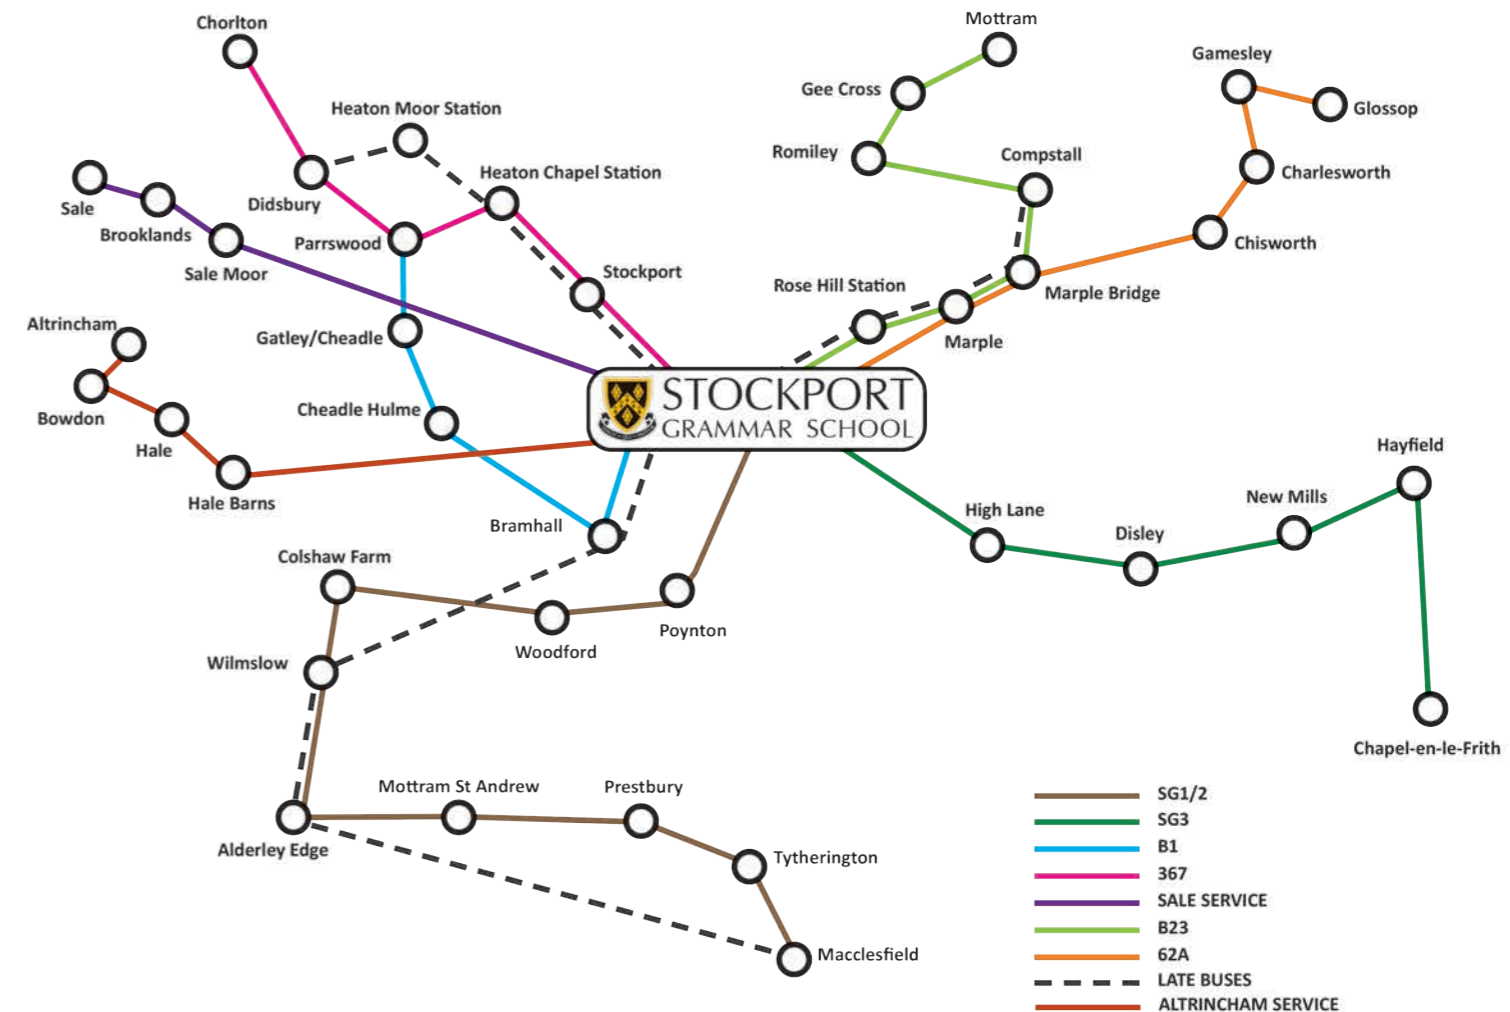 Chorlton
Mottram
Gamesley
Gee Cross
Heaton Moor Station
Glossop
Romiley
Compstall
Heaton Chapel Station
Charlesworth
Sale
Didsbury
Brooklands
Parrswood
Chisworth
Sale Moor
Stockport
Rose Hill Station
Marple Bridge
Altrincham
Gatley/Cheadle
Marple
STOCKPORT
GRAMMAR SCHOOL
Bowdon
Cheadle Hulme
Hale
Hayfield
Hale Barns
New Mills
High Lane
Bramhall
Disley
Colshaw Farm
Poynton
Woodford
Wilmslow
Chapel-en-le-Frith
Mottram St Andrew
Prestbury
Alderley Edge
Tytherington
Macclesfield
SG1/2
SG3
B1
367
SALE SERVICE
B23
62A
LATE BUSES
ALTRINCHAM SERVICE